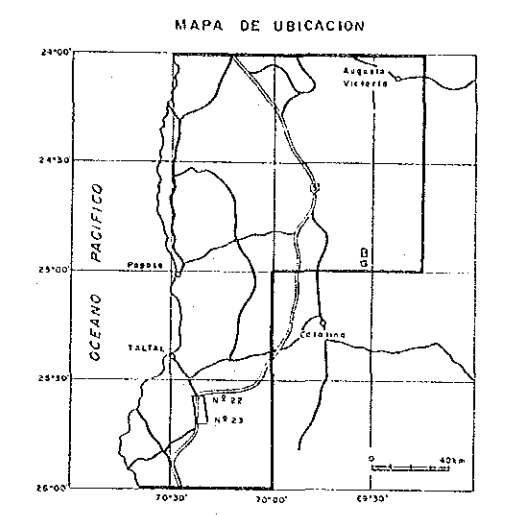 MAPA DE UBICACION
24°00'
Augusta
Victoria
24°30'
OCEANO PACIFICO
Paposo
25°00'
Catalina
TALTAL
25°30'
Nº 22
Nº 23
0 40km
26°00'
70°30' 70°00' 69°30'